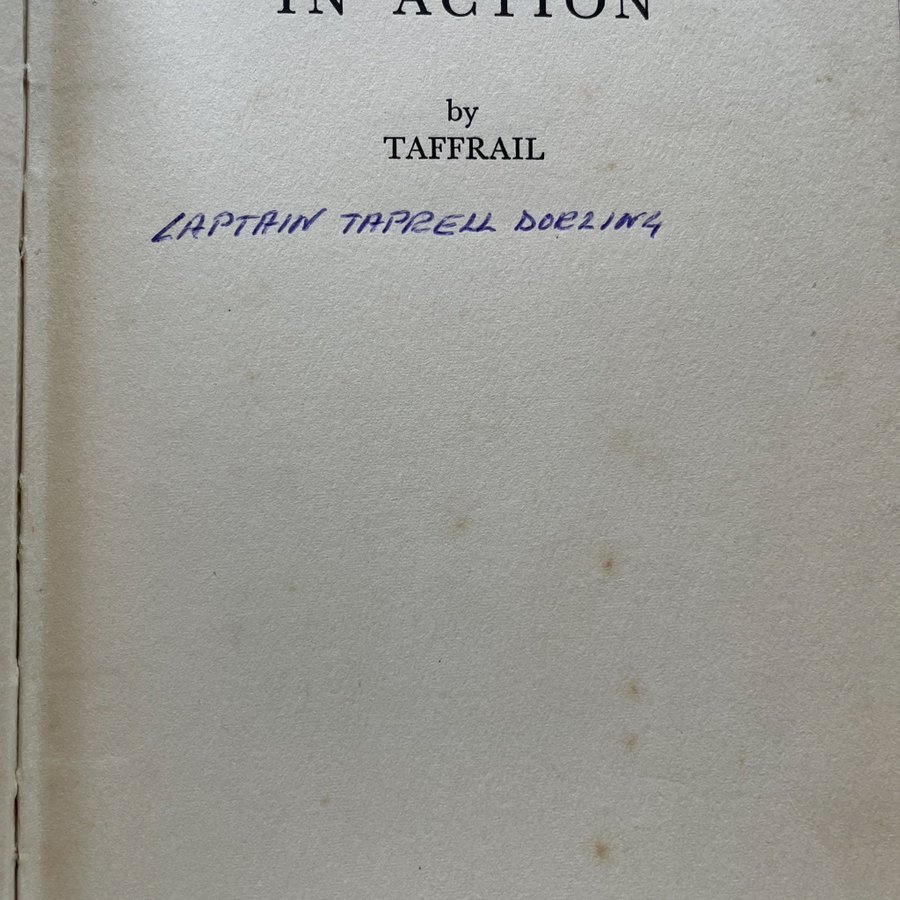 IN ACTION
by
TAFFRAIL
CAPTAIN TAPRELL DORLING